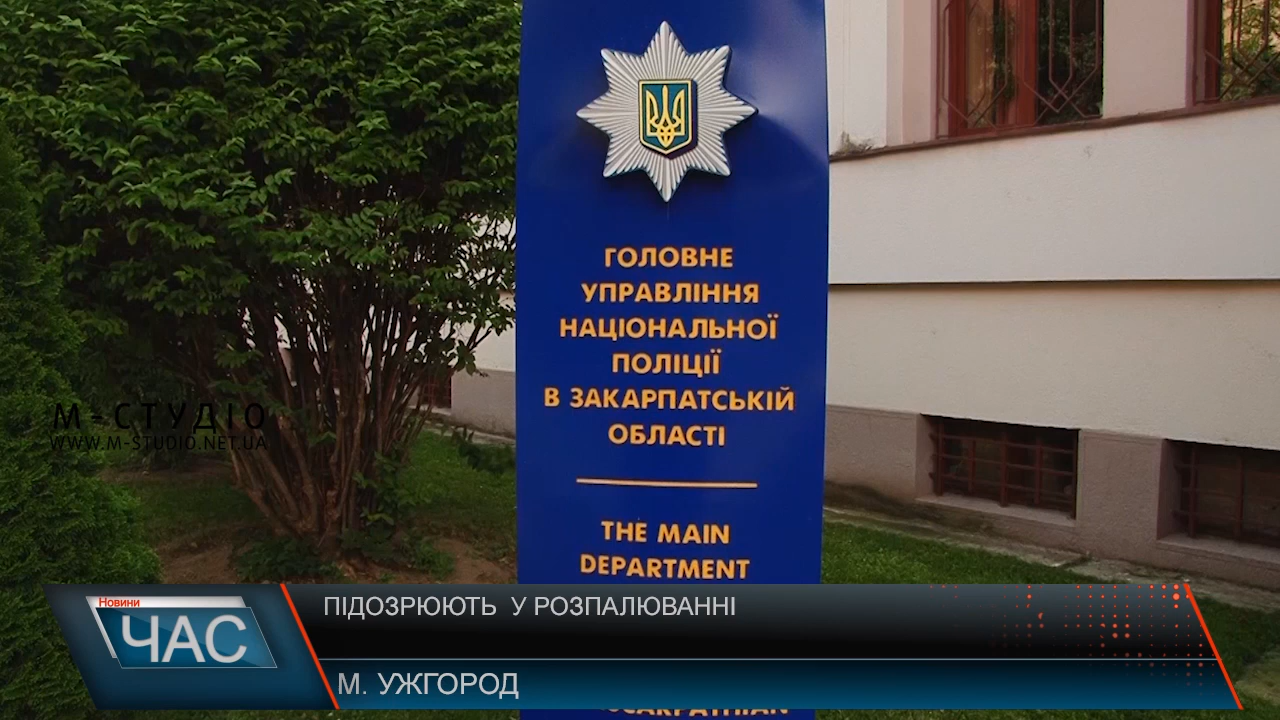 ГОЛОВНЕ
УПРАВЛІННЯ
НАЦІОНАЛЬНОЇ
ПОЛІЦІЇ
В ЗАКАРПАТСЬКІЙ
ОБЛАСТІ
THE MAIN
DEPARTMENT
М-СТУДІО
WWW.M-STUDIO.NET.UA
Новини
ЧАС
ПІДОЗРЮЮТЬ У РОЗПАЛЮВАННІ
М. УЖГОРОД